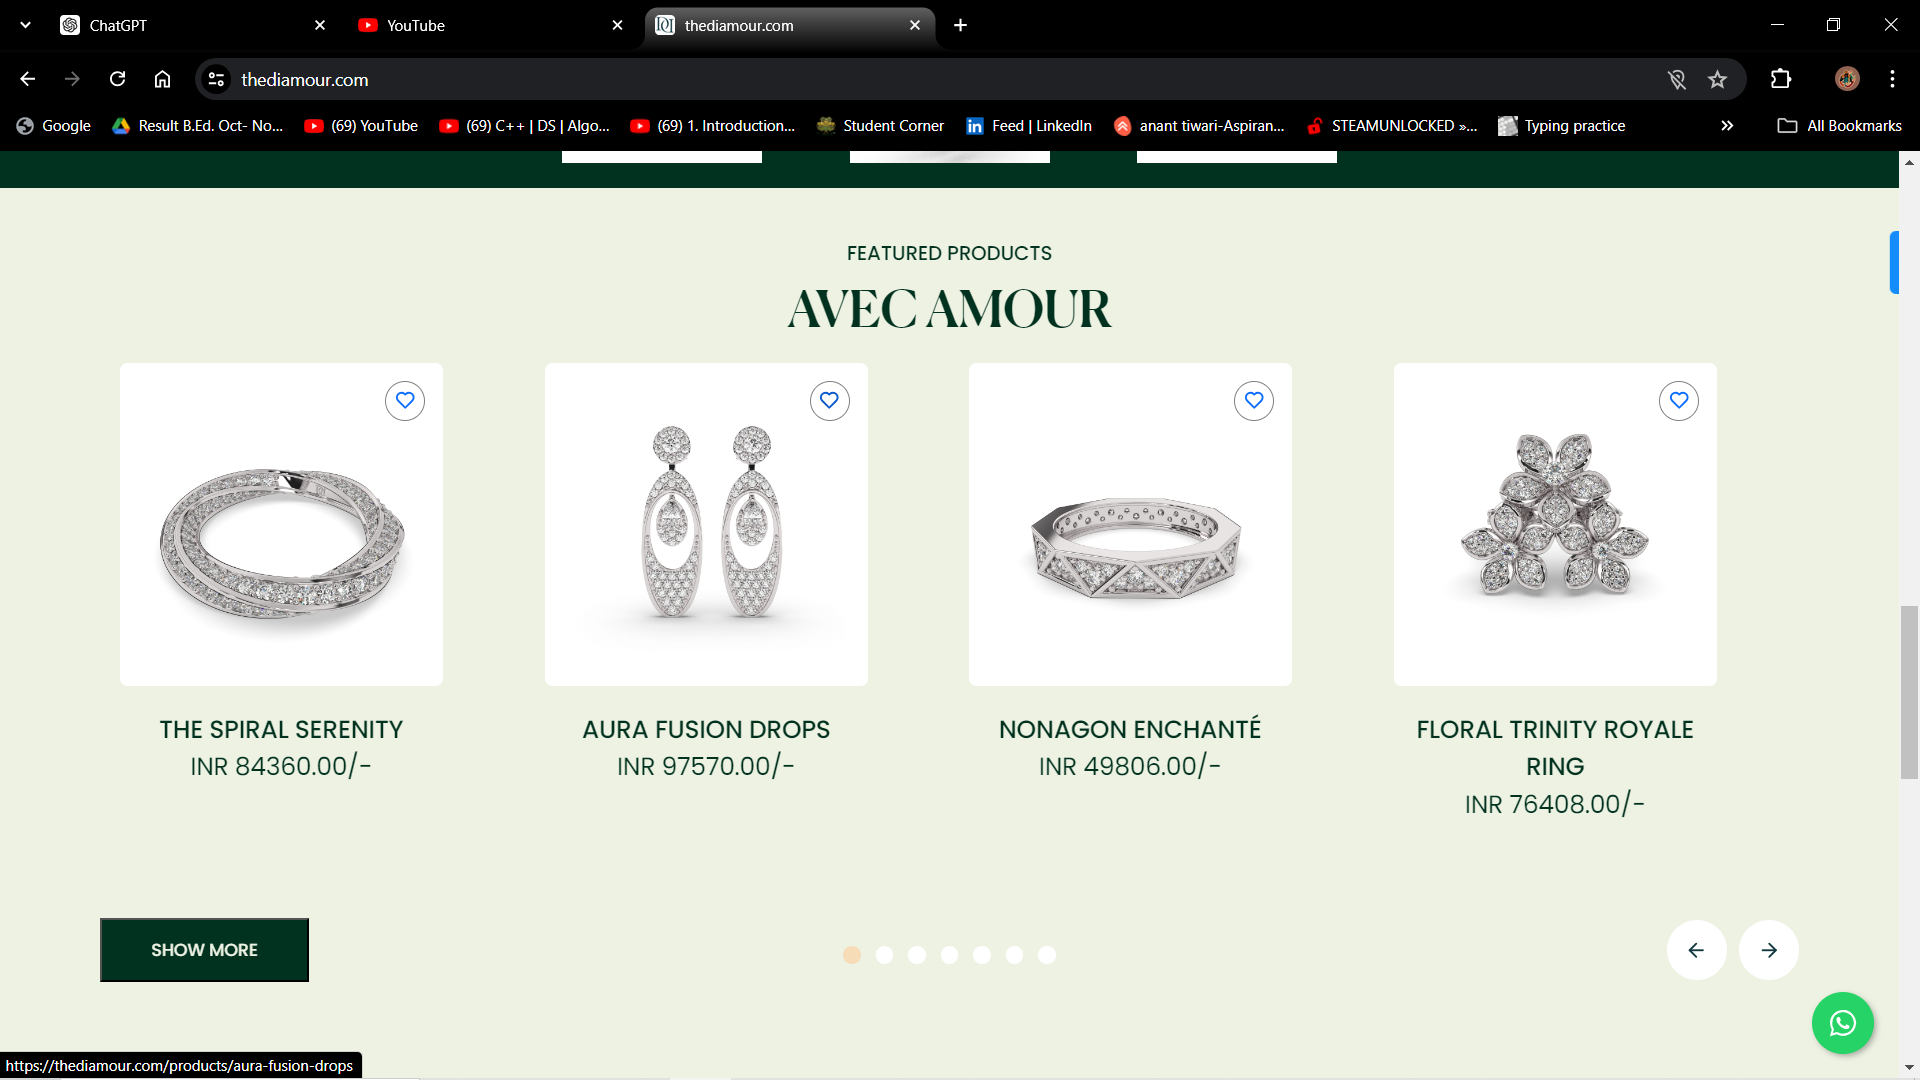 ChatGPT
YouTube
thediamour.com
thediamour.com
Google
Result B.Ed. Oct- No...
(69) YouTube
(69) C++ | DS | Algo...
(69) 1. Introduction...
Student Corner
Feed | LinkedIn
anant tiwari-Aspiran...
STEAMUNLOCKED »...
Typing practice
All Bookmarks
FEATURED PRODUCTS
AVEC AMOUR
THE SPIRAL SERENITY
INR 84360.00/-
AURA FUSION DROPS
INR 97570.00/-
NONAGON ENCHANTÉ
INR 49806.00/-
FLORAL TRINITY ROYALE
RING
INR 76408.00/-
SHOW MORE
https://thediamour.com/products/aura-fusion-drops